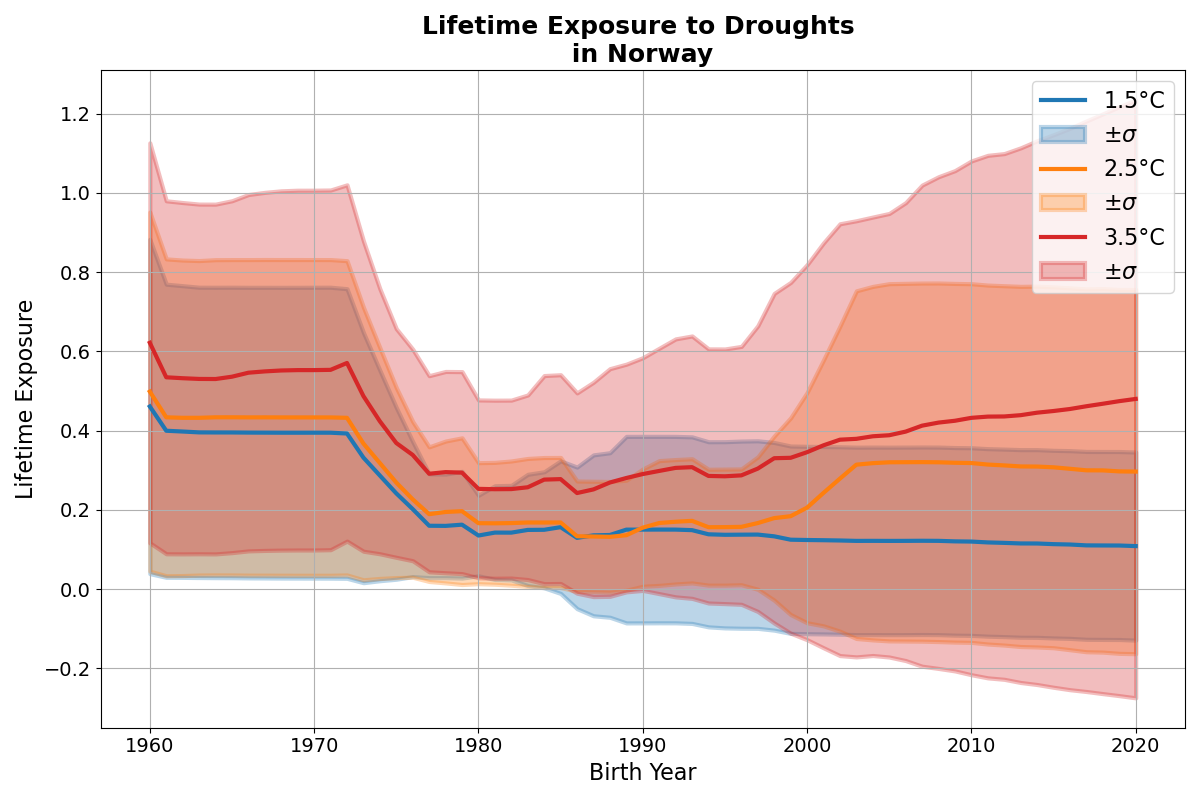 Lifetime Exposure to Droughts
in Norway
1.5°C
±σ
2.5°C
±σ
3.5°C
±σ
Lifetime Exposure
1.2
1.0
0.8
0.6
0.4
0.2
0.0
−0.2
1960
1970
1980
1990
2000
2010
2020
Birth Year